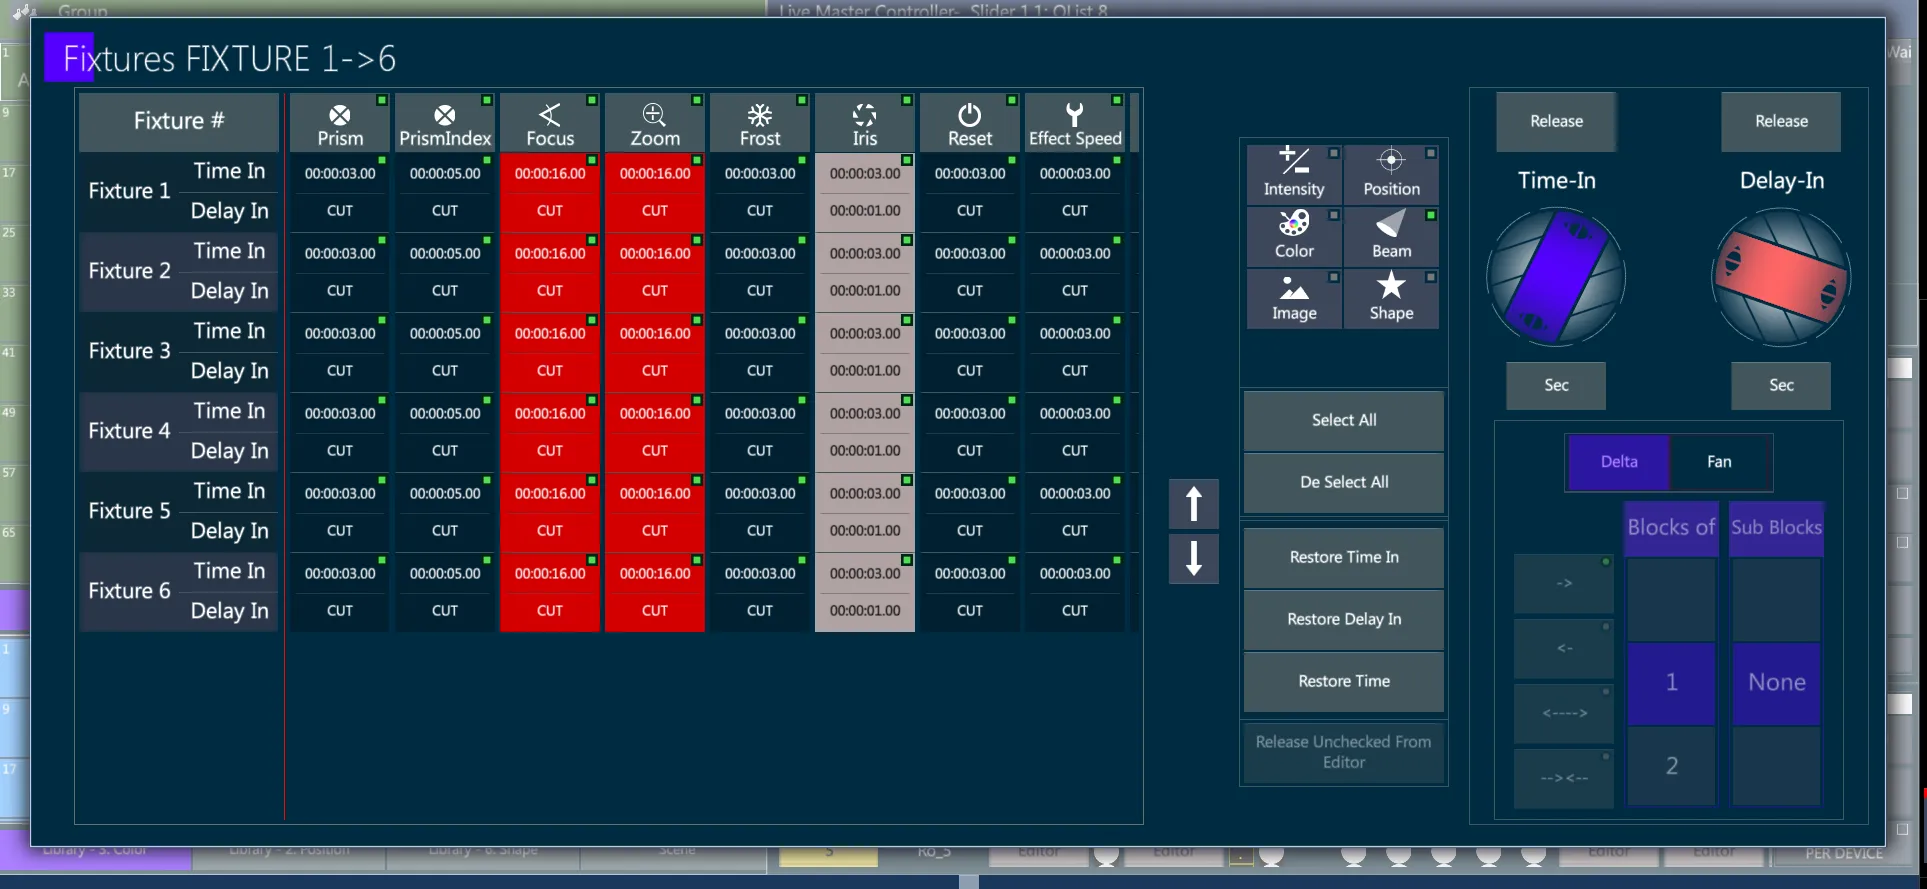 Group
Live Master Controller- Slider 1.1: QList 8
Fixtures FIXTURE 1->6
Wai
1
A
9
17
25
33
41
49
57
65
1
9
17
Fixture #
Prism
PrismIndex
Focus
Zoom
Frost
Iris
Reset
Effect Speed
Fixture 1
Time In
00:00:03.00
00:00:05.00
00:00:16.00
00:00:16.00
00:00:03.00
00:00:03.00
00:00:03.00
00:00:03.00
Delay In
CUT
CUT
CUT
CUT
CUT
00:00:01.00
CUT
CUT
Fixture 2
Time In
00:00:03.00
00:00:05.00
00:00:16.00
00:00:16.00
00:00:03.00
00:00:03.00
00:00:03.00
00:00:03.00
Delay In
CUT
CUT
CUT
CUT
CUT
00:00:01.00
CUT
CUT
Fixture 3
Time In
00:00:03.00
00:00:05.00
00:00:16.00
00:00:16.00
00:00:03.00
00:00:03.00
00:00:03.00
00:00:03.00
Delay In
CUT
CUT
CUT
CUT
CUT
00:00:01.00
CUT
CUT
Fixture 4
Time In
00:00:03.00
00:00:05.00
00:00:16.00
00:00:16.00
00:00:03.00
00:00:03.00
00:00:03.00
00:00:03.00
Delay In
CUT
CUT
CUT
CUT
CUT
00:00:01.00
CUT
CUT
Fixture 5
Time In
00:00:03.00
00:00:05.00
00:00:16.00
00:00:16.00
00:00:03.00
00:00:03.00
00:00:03.00
00:00:03.00
Delay In
CUT
CUT
CUT
CUT
CUT
00:00:01.00
CUT
CUT
Fixture 6
Time In
00:00:03.00
00:00:05.00
00:00:16.00
00:00:16.00
00:00:03.00
00:00:03.00
00:00:03.00
00:00:03.00
Delay In
CUT
CUT
CUT
CUT
CUT
00:00:01.00
CUT
CUT
Intensity
Position
Color
Beam
Image
Shape
Select All
De Select All
Restore Time In
Restore Delay In
Restore Time
Release Unchecked From
Editor
Release
Release
Time-In
Delay-In
Sec
Sec
Delta
Fan
Blocks of
Sub Blocks
->
<-
<---->
--><--
1
2
None
Library - 3. Color
Library - 2. Position
Library - 6. Shape
Scene
5
Ro_5
Editor
Editor
.
Editor
Editor
PER DEVICE